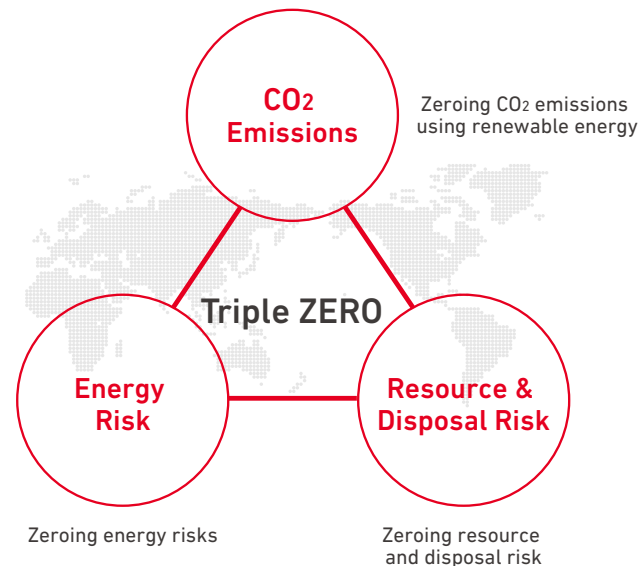 CO2
Emissions
Zeroing CO2 emissions
using renewable energy
Triple ZERO
Energy
Risk
Resource &
Disposal Risk
Zeroing energy risks
Zeroing resource
and disposal risk